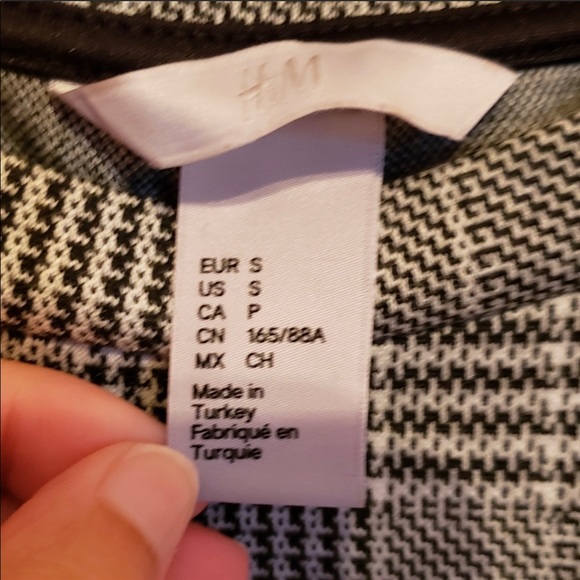 H&M
EUR S
US S
CA P
CN 165/88A
MX CH
Made in
Turkey
Fabriqué en
Turquie